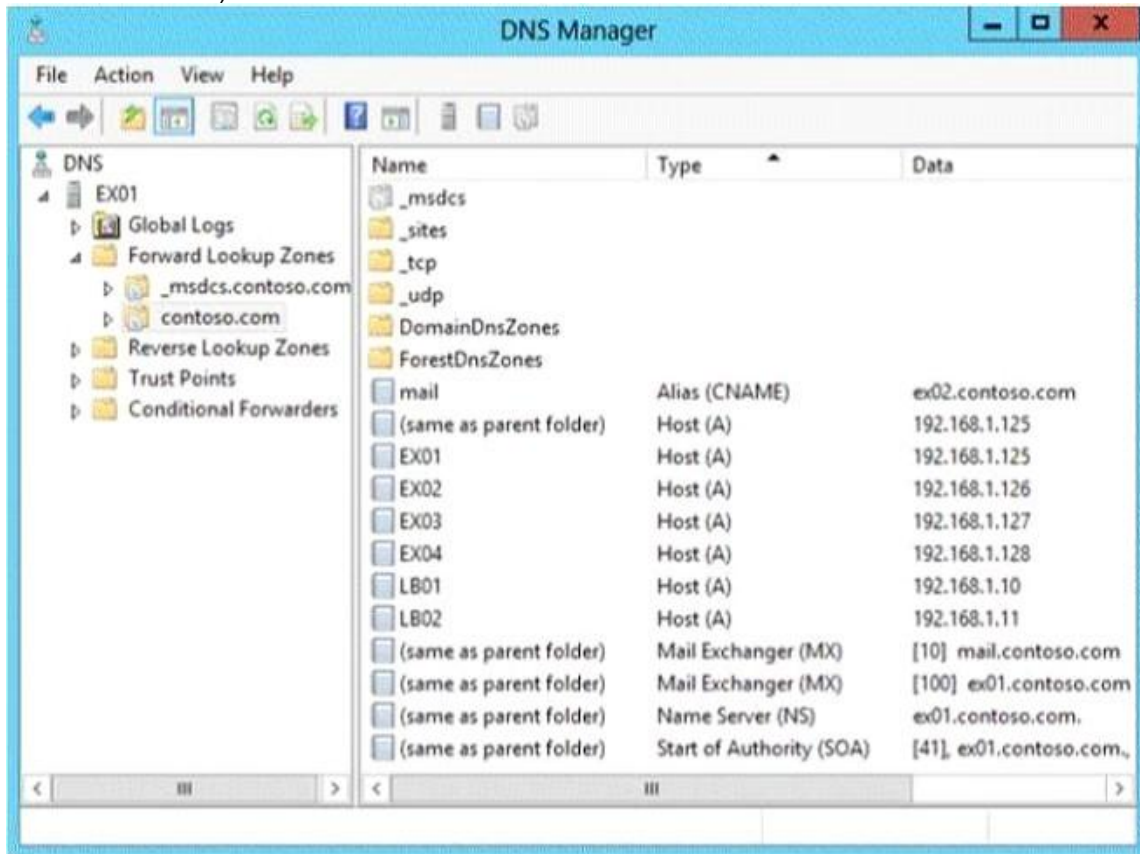 DNS Manager
File Action View Help
DNS
EX01
Global Logs
Forward Lookup Zones
_msdcs.contoso.com
contoso.com
Reverse Lookup Zones
Trust Points
Conditional Forwarders
Name Type Data
_msdcs
_sites
_tcp
_udp
DomainDnsZones
ForestDnsZones
mail Alias (CNAME) ex02.contoso.com
(same as parent folder) Host (A) 192.168.1.125
EX01 Host (A) 192.168.1.125
EX02 Host (A) 192.168.1.126
EX03 Host (A) 192.168.1.127
EX04 Host (A) 192.168.1.128
LB01 Host (A) 192.168.1.10
LB02 Host (A) 192.168.1.11
(same as parent folder) Mail Exchanger (MX) [10] mail.contoso.com
(same as parent folder) Mail Exchanger (MX) [100] ex01.contoso.com
(same as parent folder) Name Server (NS) ex01.contoso.com.
(same as parent folder) Start of Authority (SOA) [41], ex01.contoso.com.,